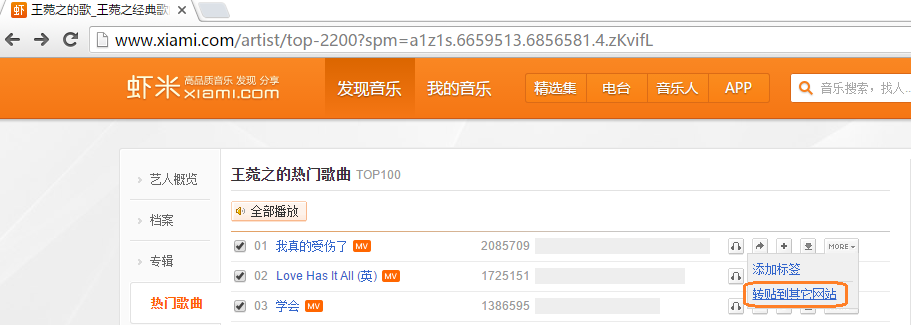 王菀之的歌_王菀之经典歌
www.xiami.com/artist/top-2200?spm=a1z1s.6659513.6856581.4.zKvifL
虾米 高品质音乐 发现 分享
xiami.com
发现音乐 我的音乐 精选集 电台 音乐人 APP 音乐搜索，找人...
艺人概览
档案
专辑
热门歌曲
王菀之的热门歌曲 TOP100
全部播放
01 我真的受伤了 MV 2085709 MORE
02 Love Has It All (英) MV 1725151
03 学会 MV 1386595
添加标签
转贴到其它网站